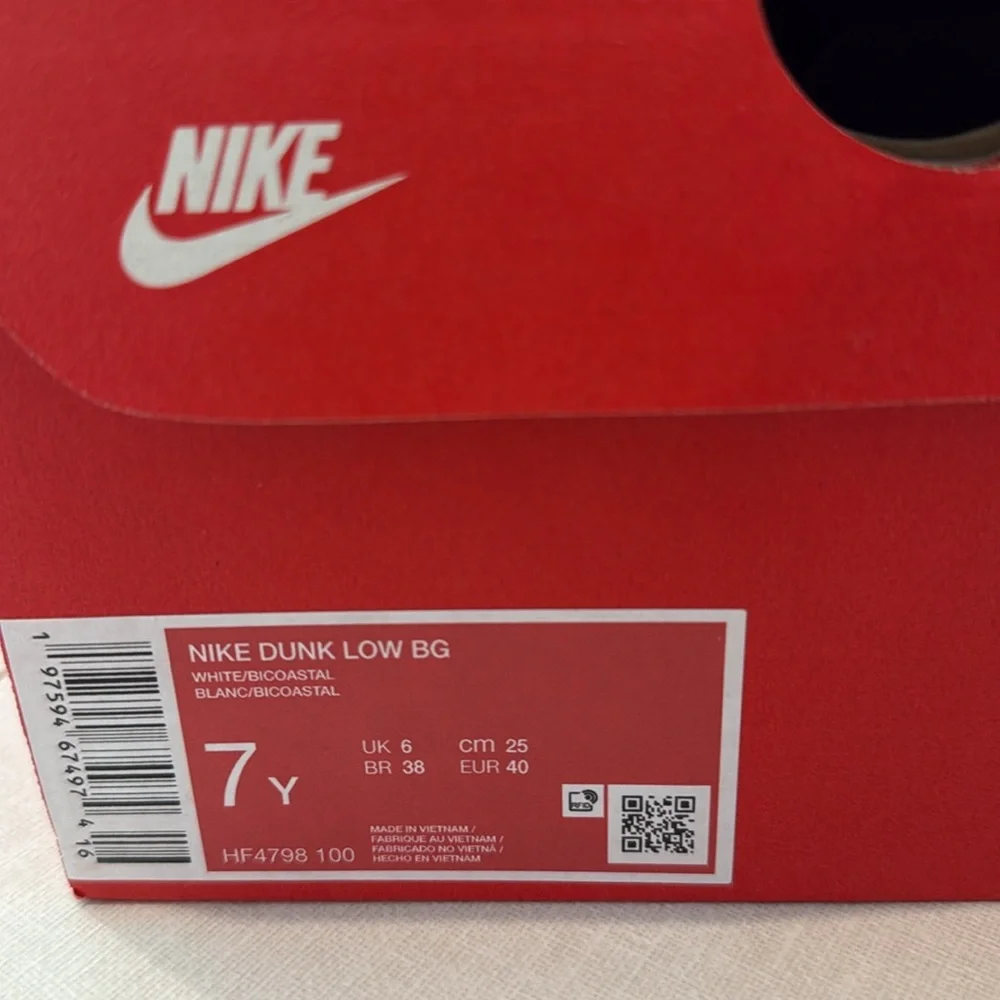 NIKE
NIKE DUNK LOW BG
WHITE/BICOASTAL
BLANC/BICOASTAL
7 Y
UK 6 cm 25
BR 38 EUR 40
MADE IN VIETNAM /
FABRIQUE AU VIETNAM /
FABRICADO NO VIETNÃ /
HECHO EN VIETNAM
HF4798 100
RFID
1 97594 67497 4 16